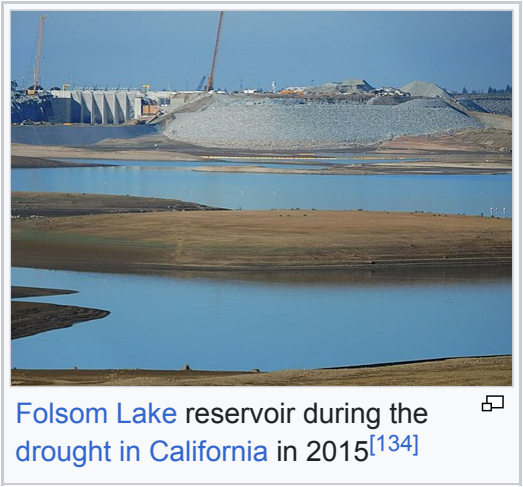 Folsom Lake reservoir during the
drought in California in 2015[134]